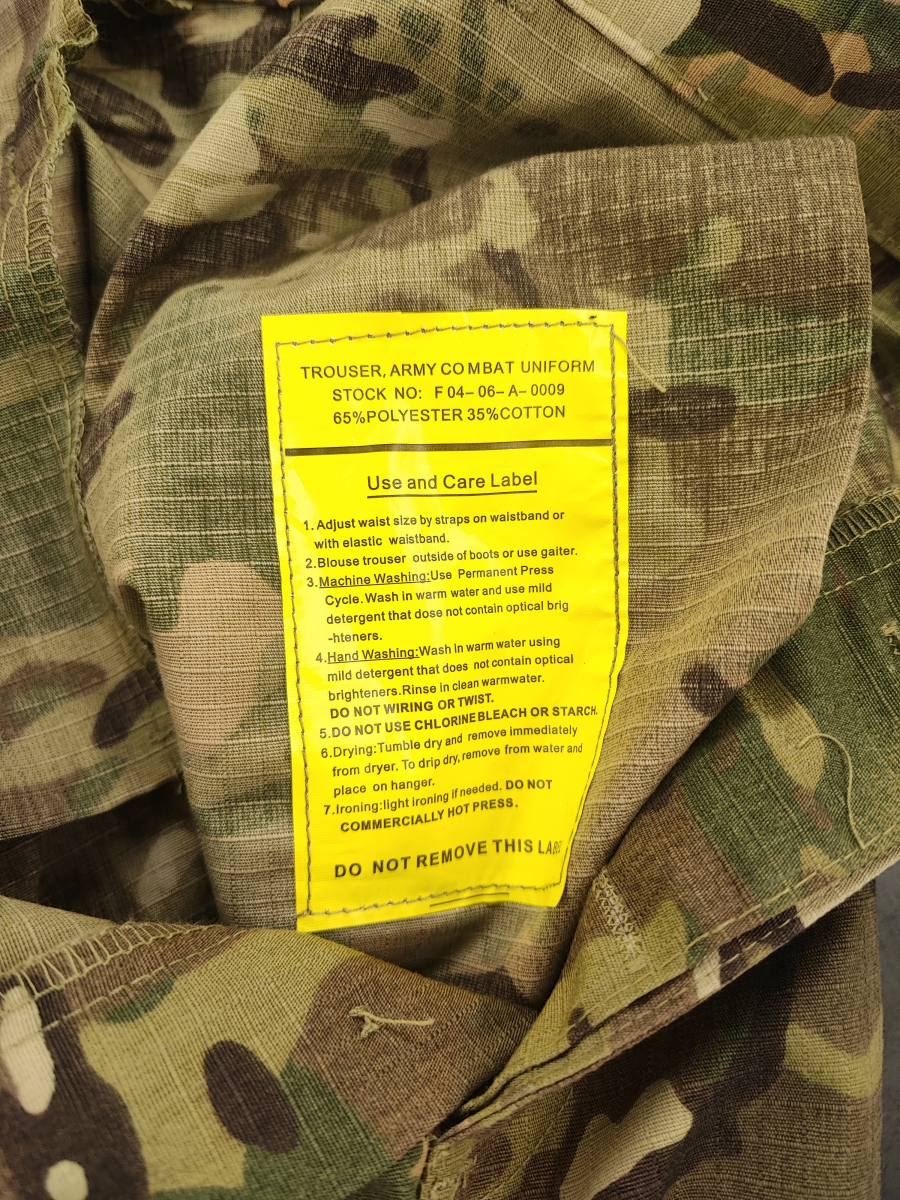 TROUSER, ARMY COMBAT UNIFORM
STOCK NO: F 04-06-A-0009
65%POLYESTER 35%COTTON
Use and Care Label
1. Adjust waist size by straps on waistband or
with elastic waistband.
2.Blouse trouser outside of boots or use gaiter.
3.Machine Washing:Use Permanent Press
Cycle.Wash in warm water and use mild
detergent that dose not contain optical brig
-hteners.
4.Hand Washing:Wash In warm water using
mild detergent that does not contain optical
brighteners.Rinse in clean warmwater.
DO NOT WIRING OR TWIST.
5.DO NOT USE CHLORINE BLEACH OR STARCH.
6.Drying:Tumble dry and remove immediately
from dryer. To drip dry,remove from water and
place on hanger.
7.Ironing:light ironing if needed. DO NOT
COMMERCIALLY HOT PRESS.
DO NOT REMOVE THIS LABE